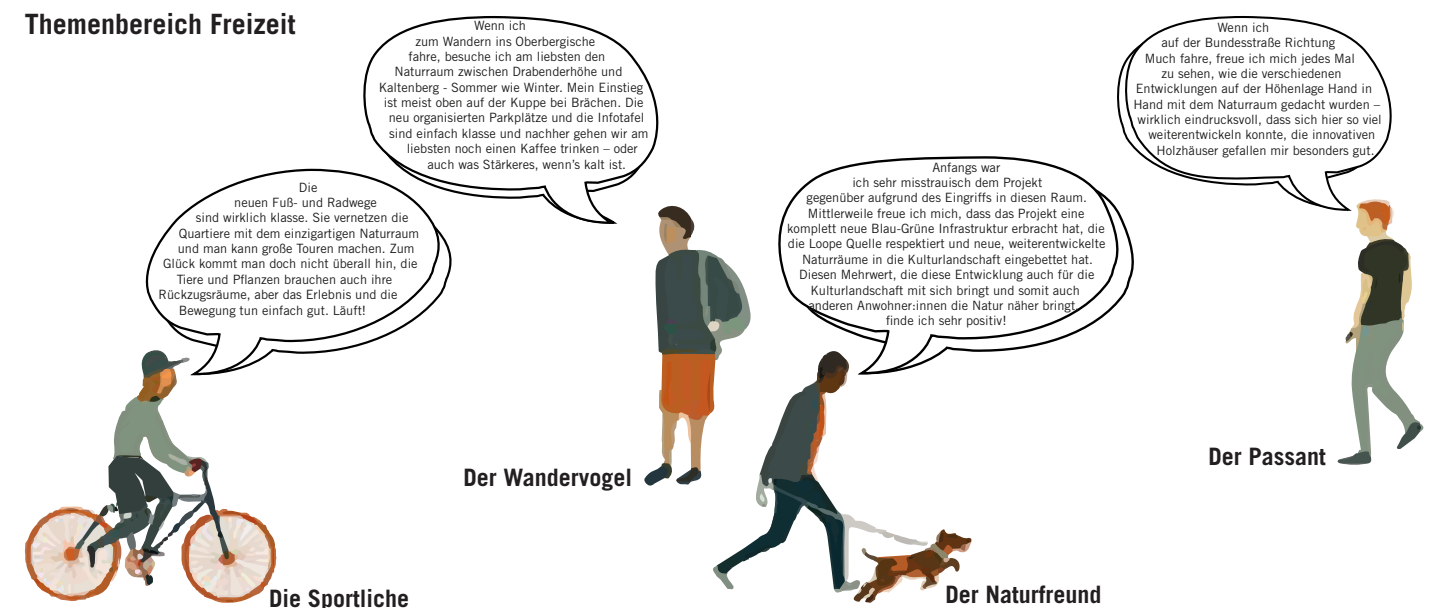 Themenbereich Freizeit
Die
neuen Fuß- und Radwege
sind wirklich klasse. Sie vernetzen die
Quartiere mit dem einzigartigen Naturraum
und man kann große Touren machen. Zum
Glück kommt man doch nicht überall hin, die
Tiere und Pflanzen brauchen auch ihre
Rückzugsräume, aber das Erlebnis und die
Bewegung tun einfach gut. Läuft!
Die Sportliche
Wenn ich
zum Wandern ins Oberbergische
fahre, besuche ich am liebsten den
Naturraum zwischen Drabenderhöhe und
Kaltenberg - Sommer wie Winter. Mein Einstieg
ist meist oben auf der Kuppe bei Brächen. Die
neu organisierten Parkplätze und die Infotafel
sind einfach klasse und nachher gehen wir am
liebsten noch einen Kaffee trinken – oder
auch was Stärkeres, wenn's kalt ist.
Der Wandervogel
Anfangs war
ich sehr misstrauisch dem Projekt
gegenüber aufgrund des Eingriffs in diesen Raum.
Mittlerweile freue ich mich, dass das Projekt eine
komplett neue Blau-Grüne Infrastruktur erbracht hat, die
die Loope Quelle respektiert und neue, weiterentwickelte
Naturräume in die Kulturlandschaft eingebettet hat.
Diesen Mehrwert, die diese Entwicklung auch für die
Kulturlandschaft mit sich bringt und somit auch
anderen Anwohner:innen die Natur näher bringt,
finde ich sehr positiv!
Der Naturfreund
Wenn ich
auf der Bundesstraße Richtung
Much fahre, freue ich mich jedes Mal
zu sehen, wie die verschiedenen
Entwicklungen auf der Höhenlage Hand in
Hand mit dem Naturraum gedacht wurden –
wirklich eindrucksvoll, dass sich hier so viel
weiterentwickeln konnte, die innovativen
Holzhäuser gefallen mir besonders gut.
Der Passant